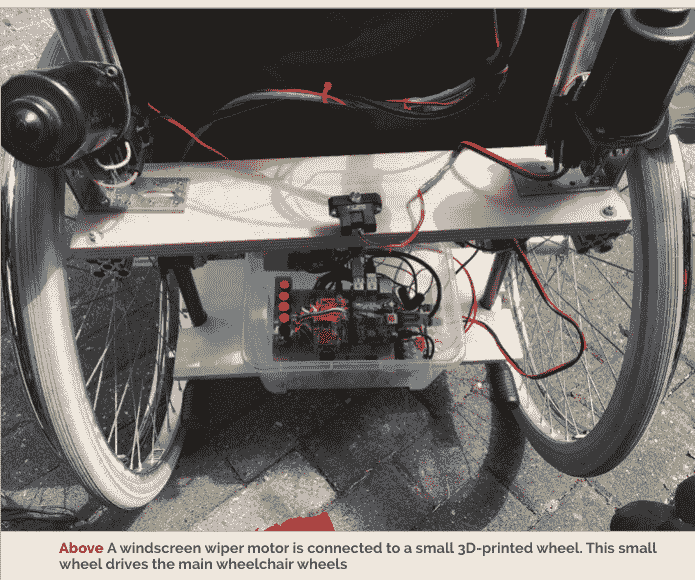 Above A windscreen wiper motor is connected to a small 3D-printed wheel. This small
wheel drives the main wheelchair wheels